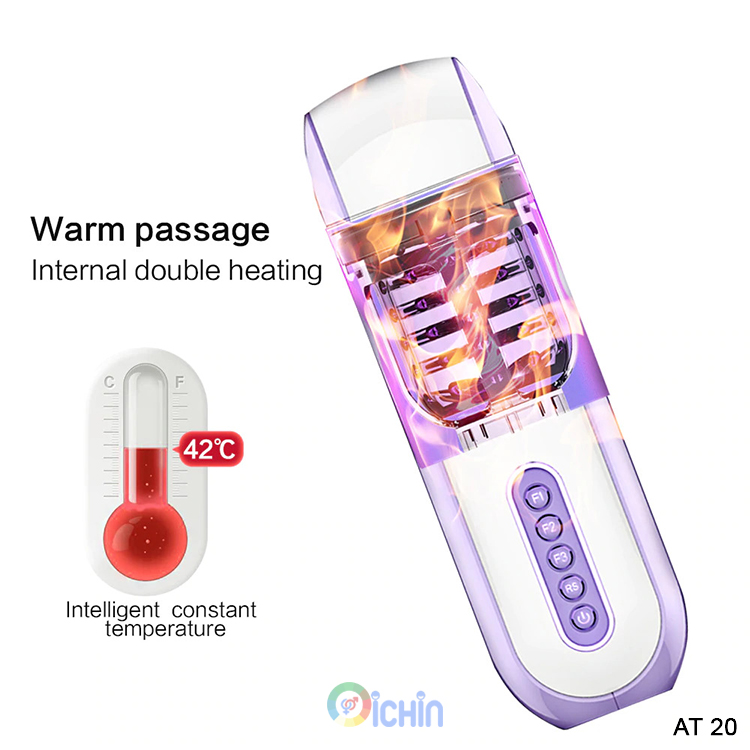 Warm passage
Internal double heating
C F
42℃
Intelligent constant
temperature
F1
F2
F3
RS
ichin
AT 20